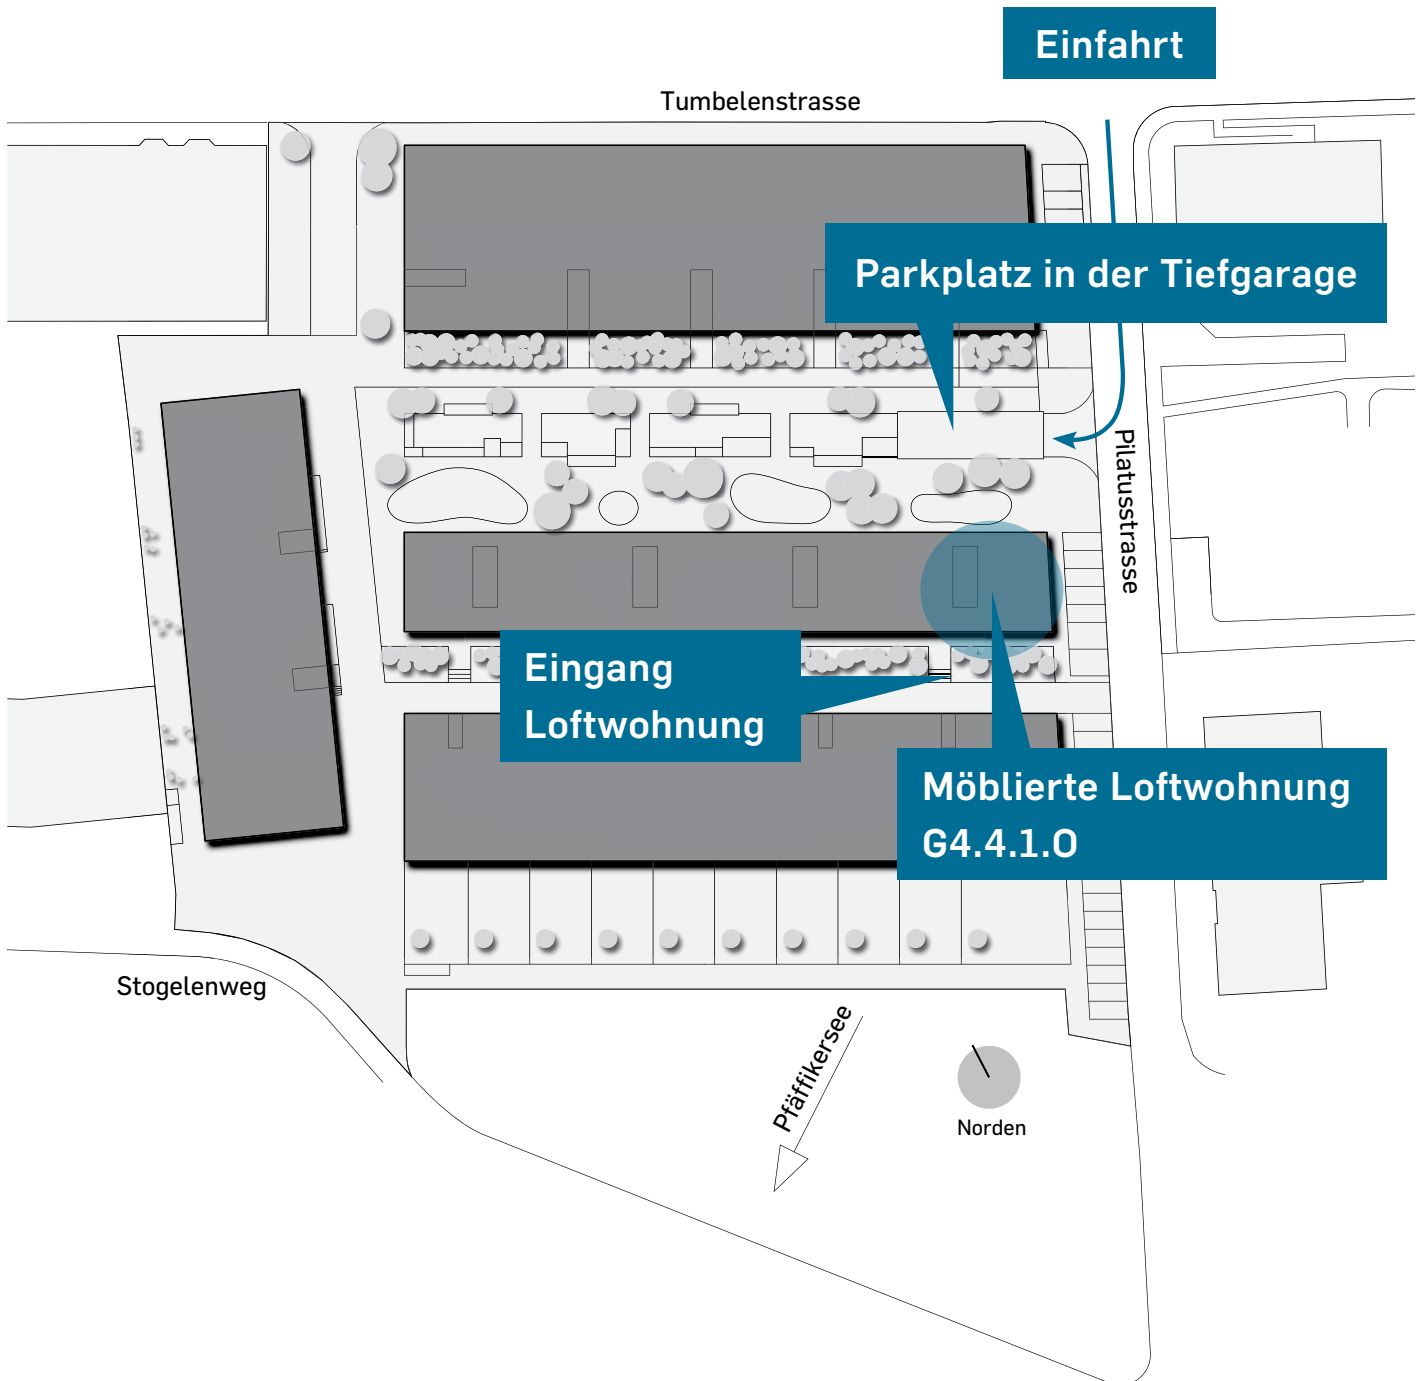 Einfahrt
Tumbelenstrasse
Parkplatz in der Tiefgarage
Pilatusstrasse
Eingang
Loftwohnung
Möblierte Loftwohnung
G4.4.1.0
Stogelenweg
Pfäffikersee
Norden